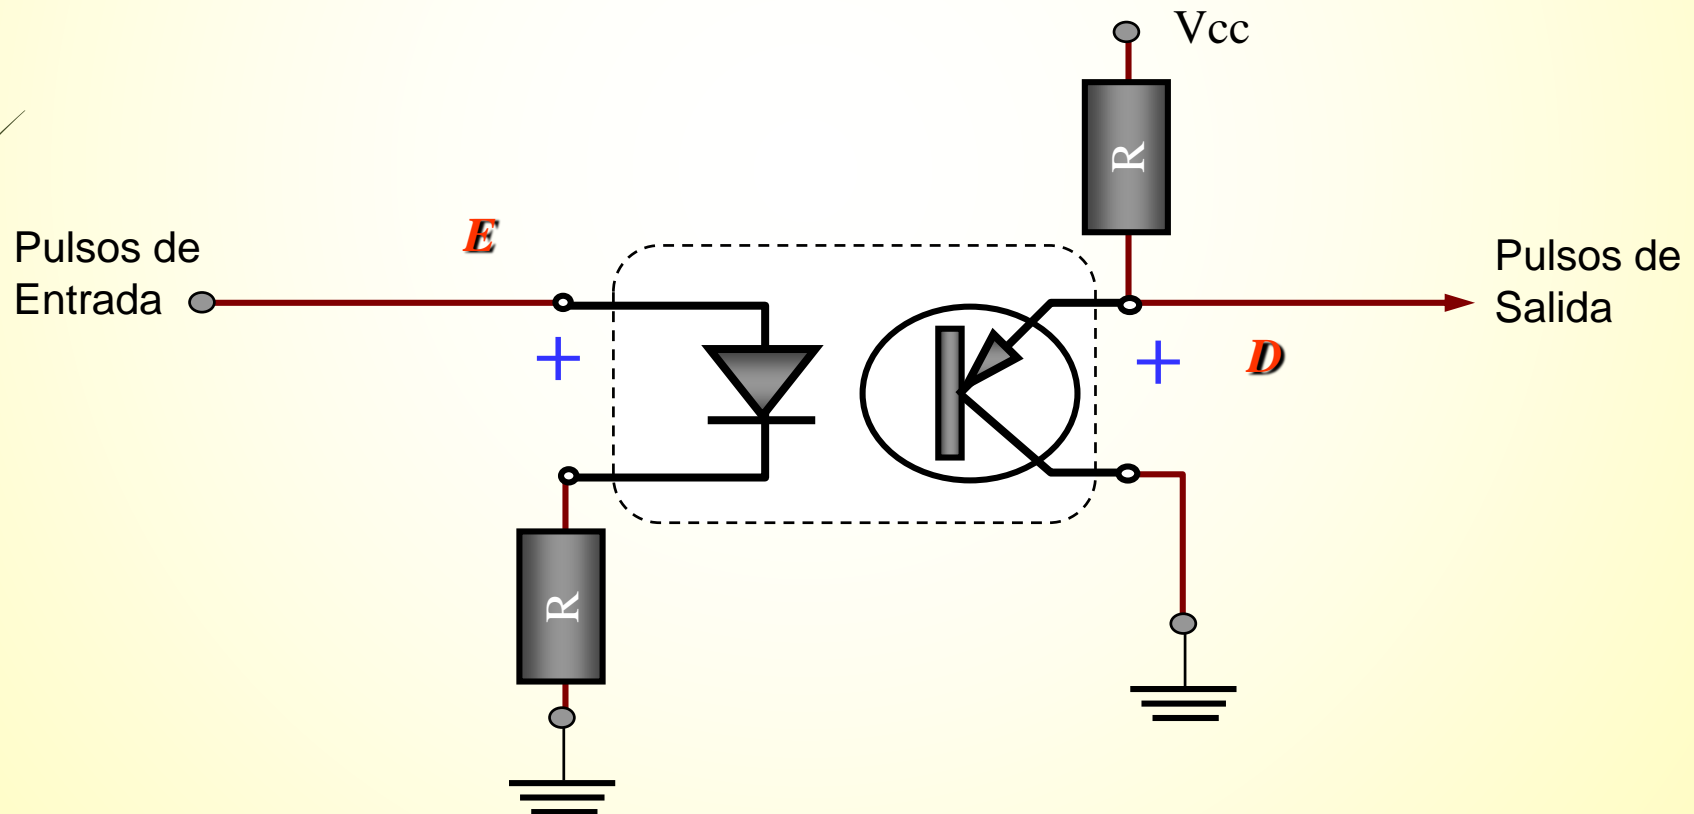 Vcc
R
E
Pulsos de
Entrada
Pulsos de
Salida
+
+
D
R